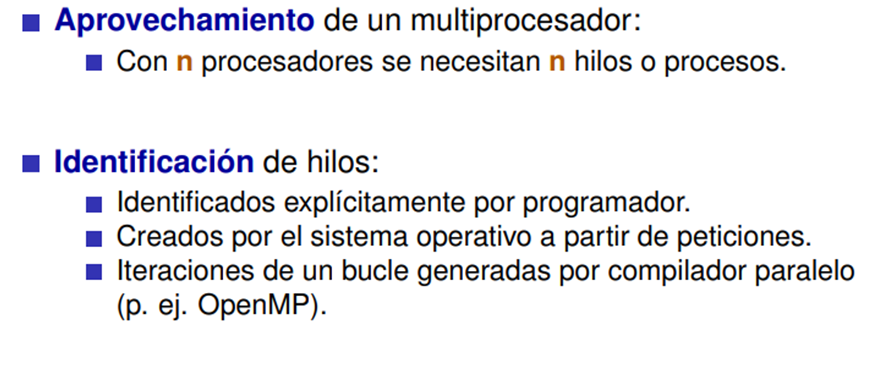 Aprovechamiento de un multiprocesador:
Con n procesadores se necesitan n hilos o procesos.
Identificación de hilos:
Identificados explícitamente por programador.
Creados por el sistema operativo a partir de peticiones.
Iteraciones de un bucle generadas por compilador paralelo
(p. ej. OpenMP).